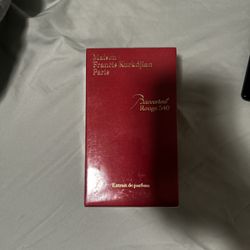 Maison
Francis Kurkdjian
Paris
Baccarat
Rouge 540
Extrait de parfum